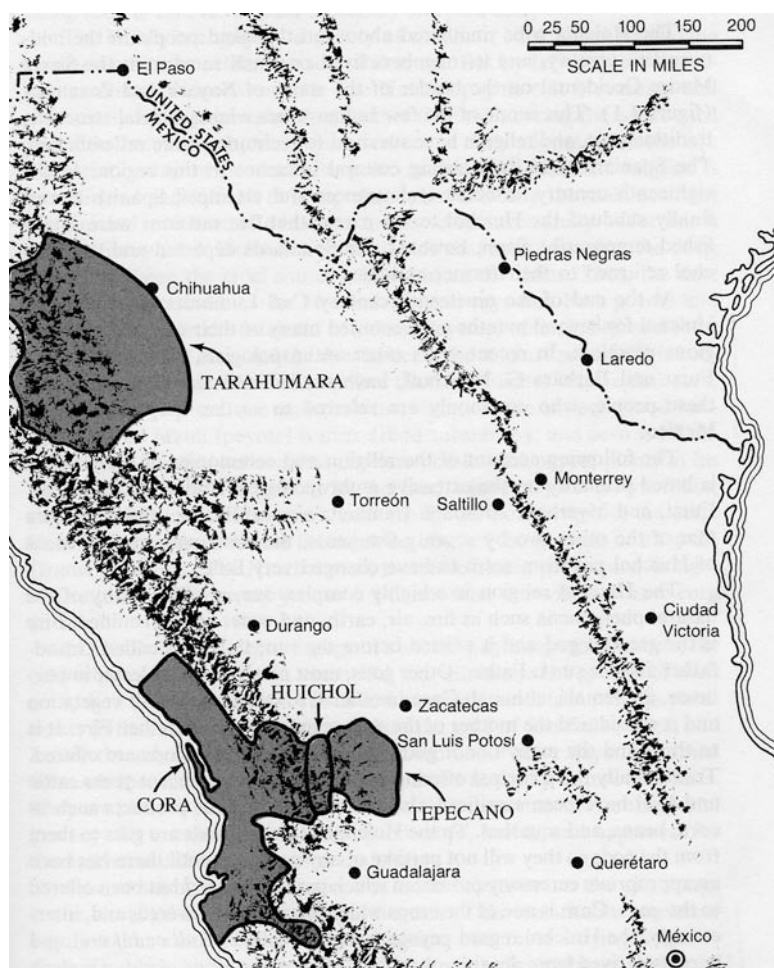 0 25 50 100 150 200
SCALE IN MILES
El Paso
UNITED STATES
MEXICO
Piedras Negras
Chihuahua
Laredo
TARAHUMARA
Monterrey
Torreón
Saltillo
Ciudad
Victoria
Durango
HUICHOL
Zacatecas
San Luis Potosí
CORA
TEPECANO
Guadalajara
Querétaro
México